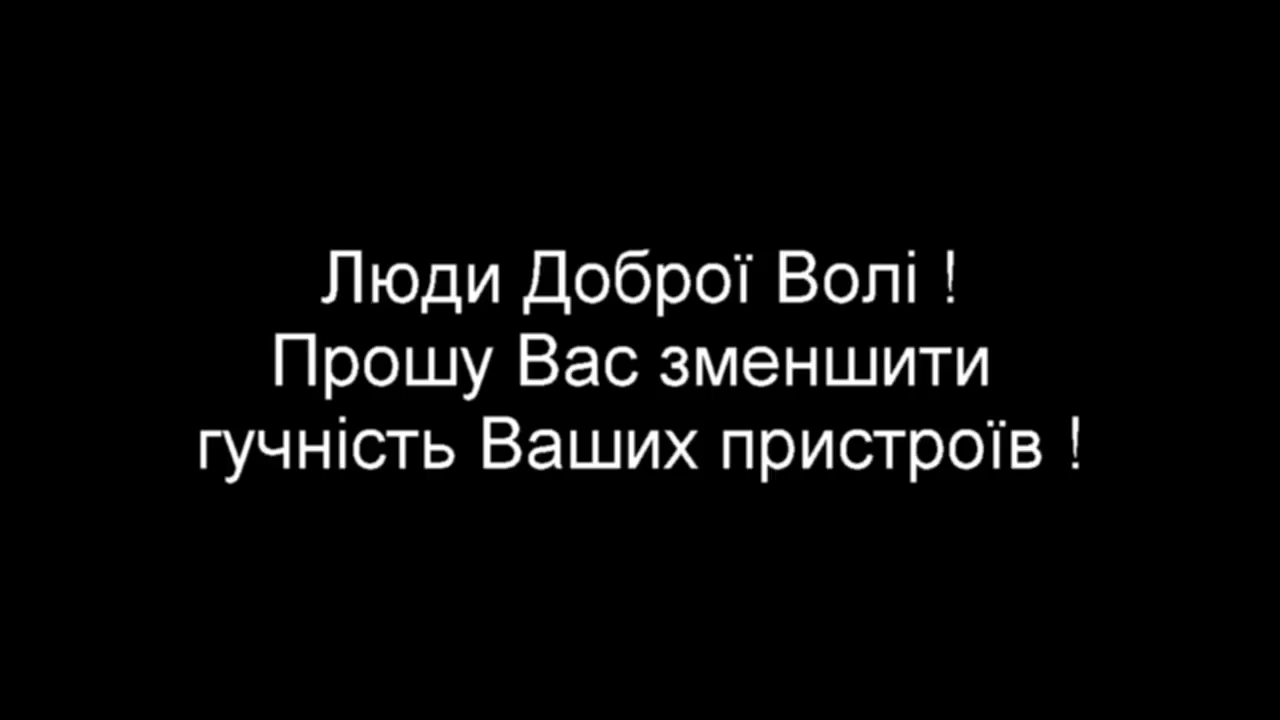 Люди Доброї Волі !
Прошу Вас зменшити
гучність Ваших пристроїв !